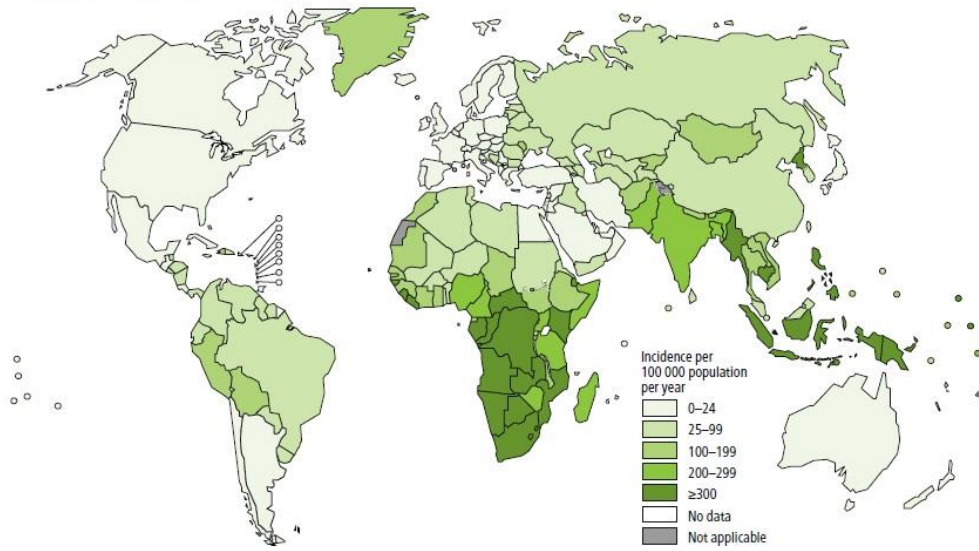 Incidence per
100 000 population
per year
0–24
25–99
100–199
200–299
≥300
No data
Not applicable